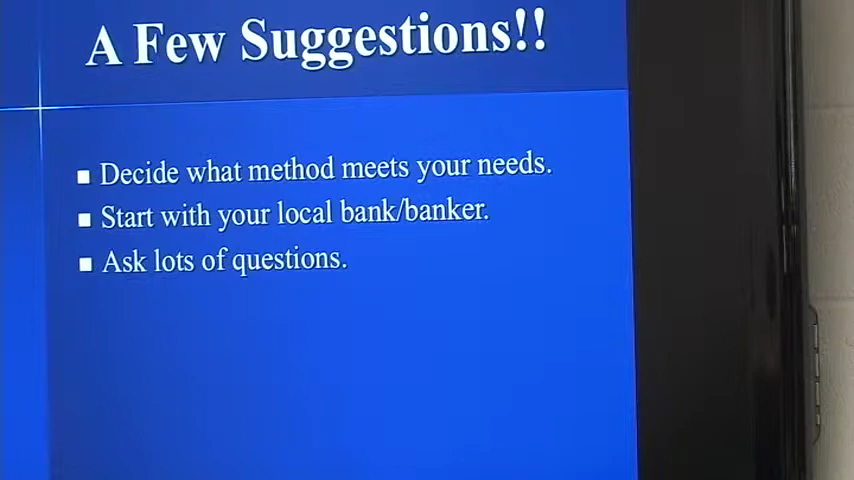 A Few Suggestions!!
Decide what method meets your needs.
Start with your local bank/banker.
Ask lots of questions.